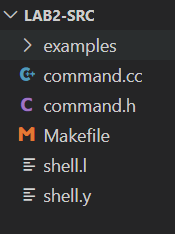 LAB2-SRC
examples
command.cc
command.h
Makefile
shell.l
shell.y